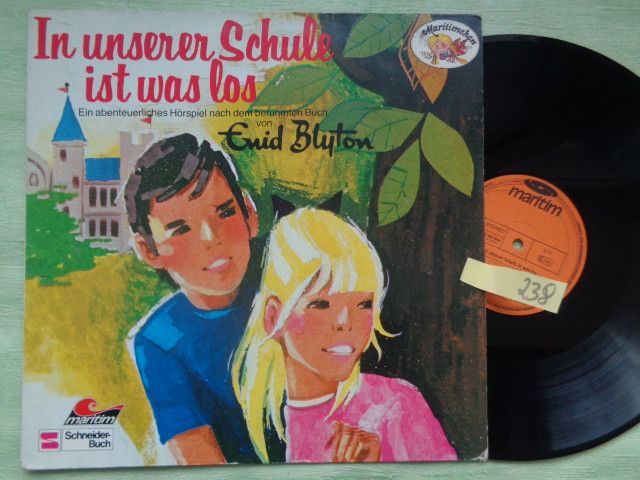 In unserer Schule
ist was los
Ein abenteuerliches Hörspiel nach dem berühmten Buch
von
Enid Blyton
Maritimchen
maritim
Schneider-
Buch
maritim
STEREO
238